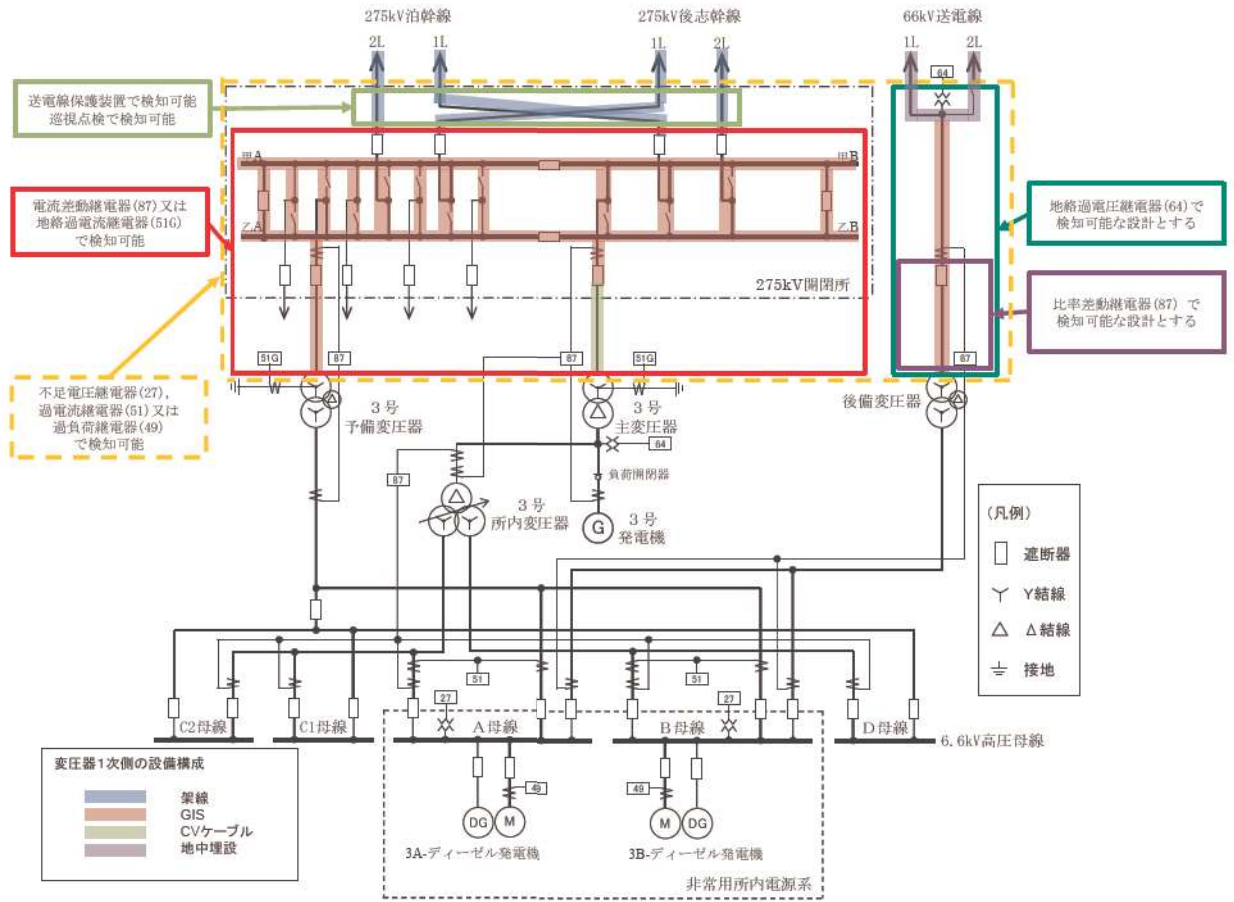 275kV泊幹線
275kV後志幹線
66kV送電線
2L
1L
1L
2L
1L
2L
64
送電線保護装置で検知可能
巡視点検で検知可能
甲A
甲B
電流差動継電器(87)又は
地絡過電流継電器(51G)
で検知可能
乙A
乙B
地絡過電圧継電器(64)で
検知可能な設計とする
275kV開閉所
比率差動継電器(87) で
検知可能な設計とする
51G
87
87
51G
87
不足電圧継電器(27),
過電流継電器(51)又は
過負荷継電器(49)
で検知可能
3号
予備変圧器
3号
主変圧器
後備変圧器
64
87
負荷開閉器
3号
所内変圧器
G
3号
発電機
(凡例)
遮断器
Y結線
Δ結線
接地
51
51
27
27
C2母線
C1母線
A母線
B母線
D母線
6.6kV高圧母線
変圧器1次側の設備構成
架線
GIS
CVケーブル
地中埋設
49
49
DG
M
M
DG
3A-ディーゼル発電機
3B-ディーゼル発電機
非常用所内電源系